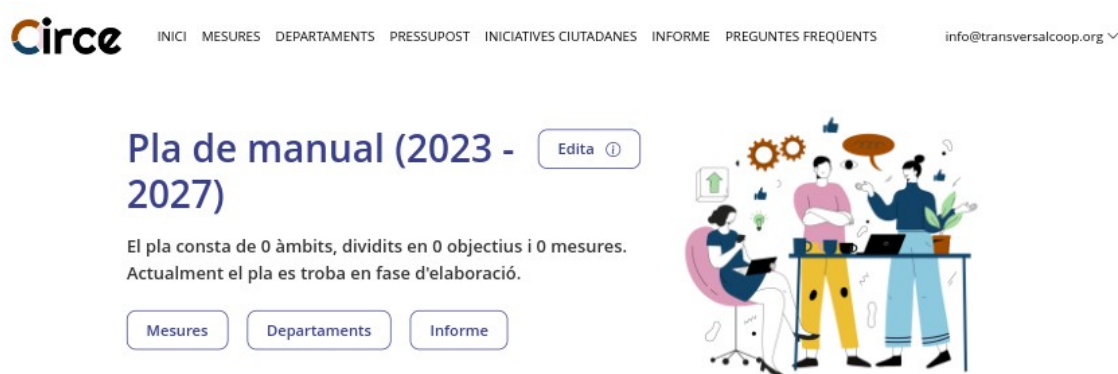 Circe
INICI MESURES DEPARTAMENTS PRESSUPOST INICIATIVES CIUTADANES INFORME PREGUNTES FREQÜENTS info@transversalcoop.org
Pla de manual (2023 -
2027)
Edita
El pla consta de 0 àmbits, dividits en 0 objectius i 0 mesures.
Actualment el pla es troba en fase d'elaboració.
Mesures Departaments Informe